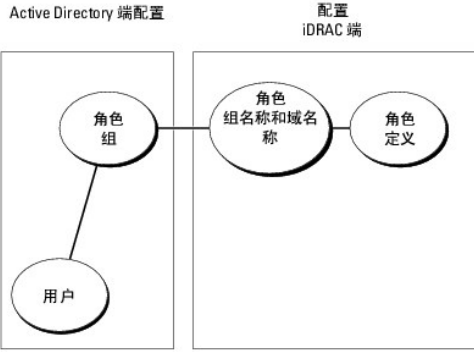 Active Directory 端配置
配置
iDRAC 端
角色
组
角色
组名称和域名
称
角色
定义
用户